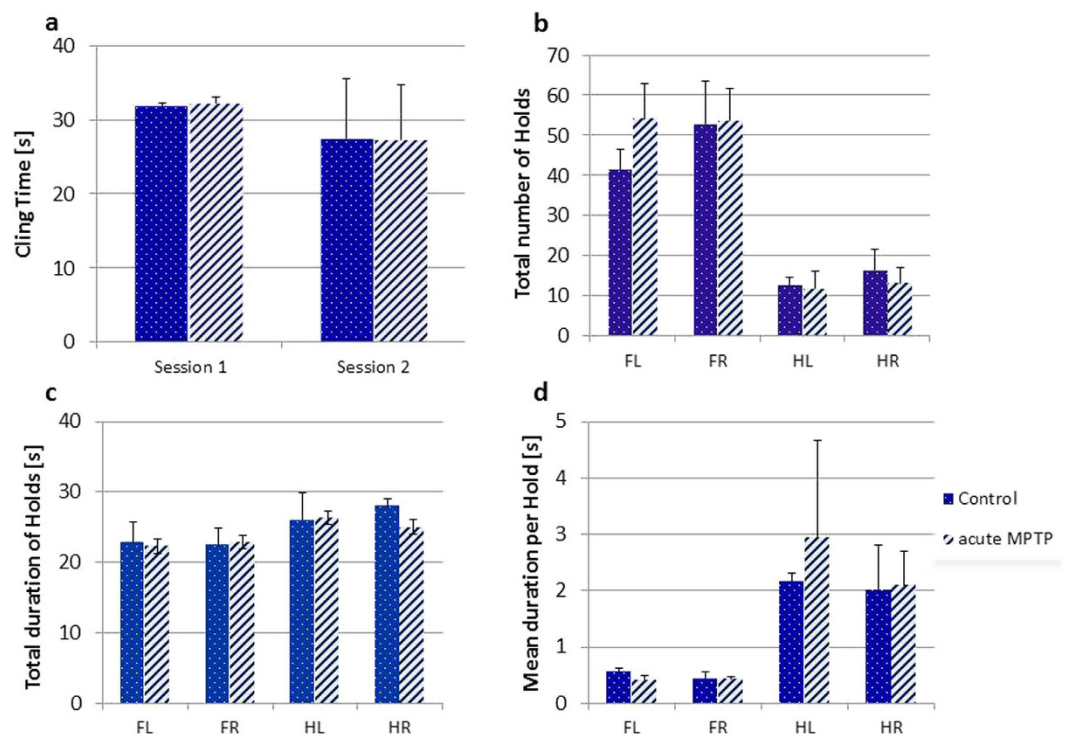 a
40
30
20
10
0
Cling Time [s]
Session 1 Session 2
b
70
60
50
40
30
20
10
0
Total number of Holds
FL FR HL HR
c
40
30
20
10
0
Total duration of Holds [s]
FL FR HL HR
d
5
4
3
2
1
0
Mean duration per Hold [s]
FL FR HL HR
Control
acute MPTP